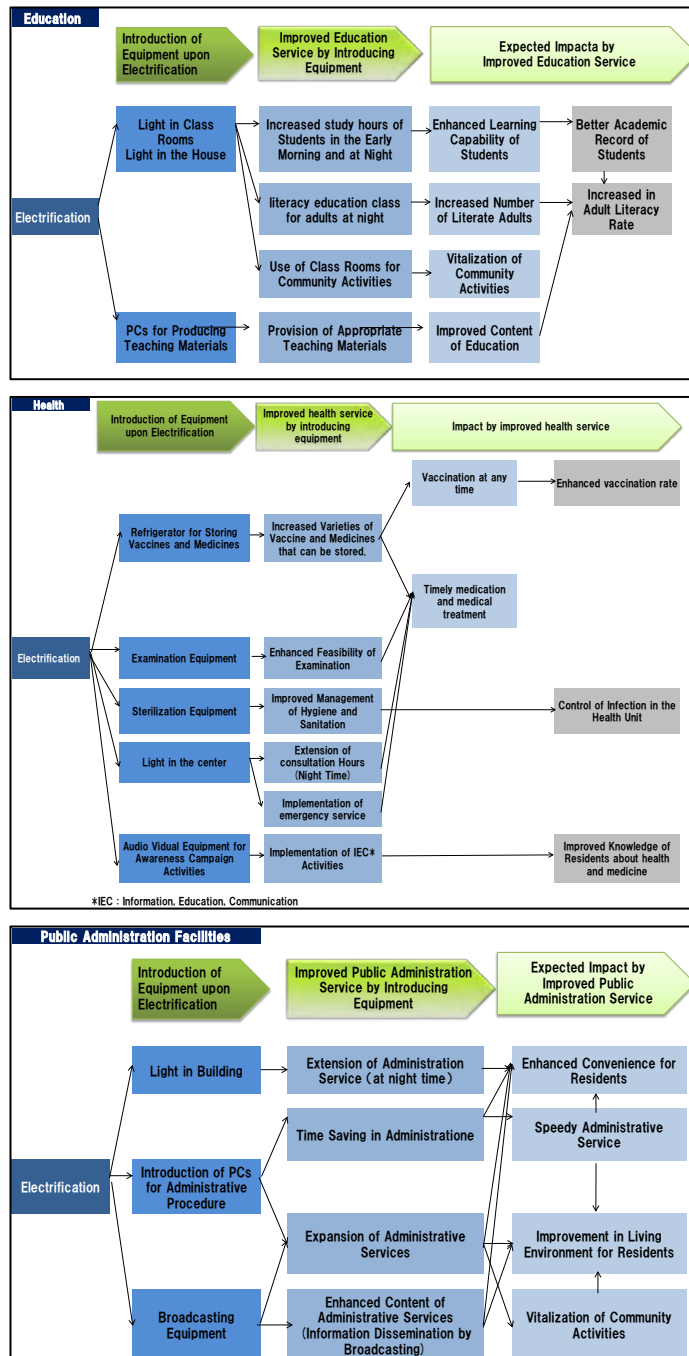 Education
Introduction of
Equipment upon
Electrification
Improved Education
Service by Introducing
Equipment
Expected Impacta by
Improved Education Service
Light in Class
Rooms
Light in the House
Increased study hours of
Students in the Early
Morning and at Night
Enhanced Learning
Capability of
Students
Better Academic
Record of
Students
Electrification
literacy education class
for adults at night
Increased Number
of Literate Adults
Increased in
Adult Literacy
Rate
Use of Class Rooms for
Community Activities
Vitalization of
Community
Activities
PCs for Producing
Teaching Materials
Provision of Appropriate
Teaching Materials
Improved Content
of Education
Health
Introduction of Equipment
upon Electrification
Improved health service
by introducing
equipment
Impact by improved health service
Vaccination at any
time
Enhanced vaccination rate
Refrigerator for Storing
Vaccines and Medicines
Increased Varieties of
Vaccine and Medicines
that can be stored.
Timely medication
and medical
treatment
Electrification
Examination Equipment
Enhanced Feasibility of
Examination
Sterilization Equipment
Improved Management
of Hygiene and
Sanitation
Control of Infection in the
Health Unit
Light in the center
Extension of
consultation Hours
(Night Time)
Implementation of
emergency service
Audio Vidual Equipment for
Awareness Campaign
Activities
Implementation of IEC*
Activities
Improved Knowledge of
Residents about health
and medicine
*IEC : Information, Education, Communication
Public Administration Facilities
Introduction of
Equipment upon
Electrification
Improved Public Administration
Service by Introducing
Equipment
Expected Impact by
Improved Public
Administration Service
Light in Building
Extension of Administration
Service (at night time)
Enhanced Convenience for
Residents
Time Saving in Administratione
Speedy Administrative
Service
Electrification
Introduction of PCs
for Administrative
Procedure
Expansion of Administrative
Services
Improvement in Living
Environment for Residents
Broadcasting
Equipment
Enhanced Content of
Administrative Services
(Information Dissemination by
Broadcasting)
Vitalization of Community
Activities